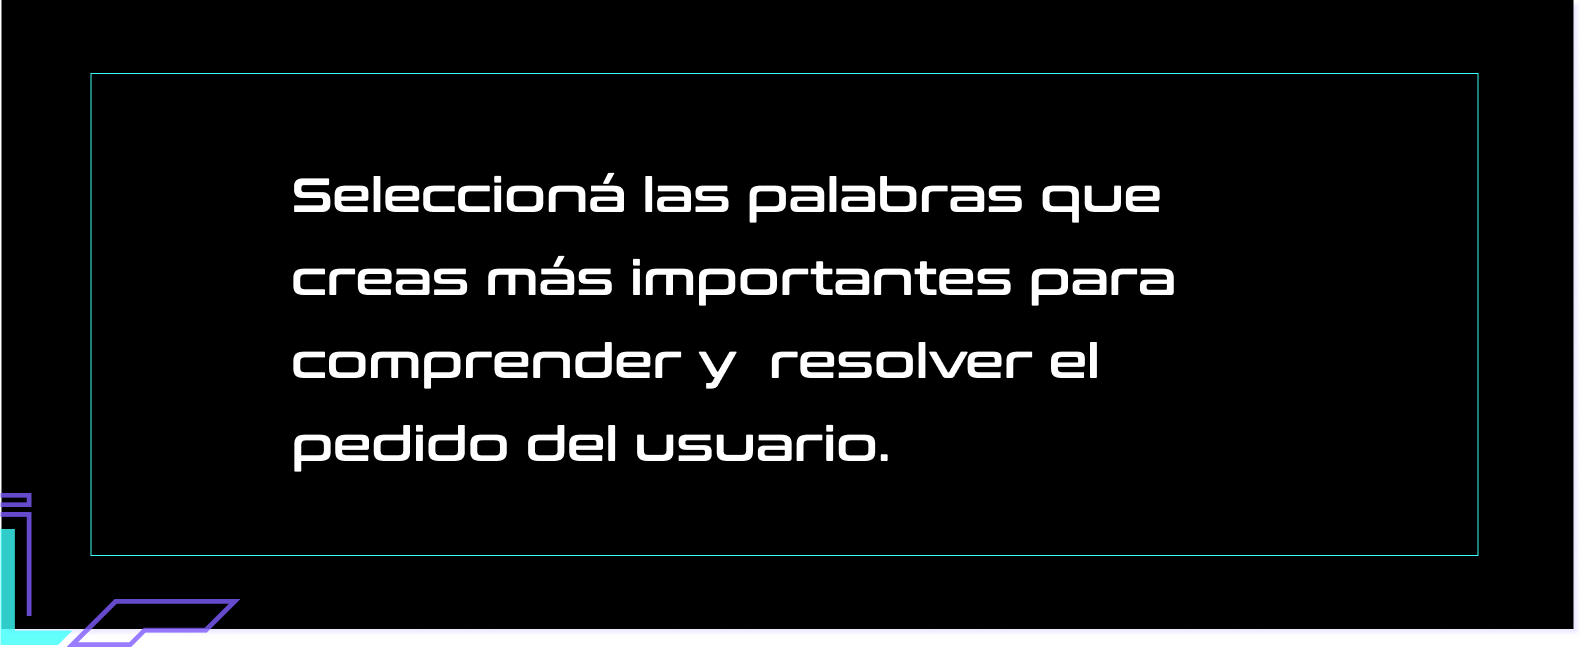 Seleccioná las palabras que
creas más importantes para
comprender y  resolver el
pedido del usuario.